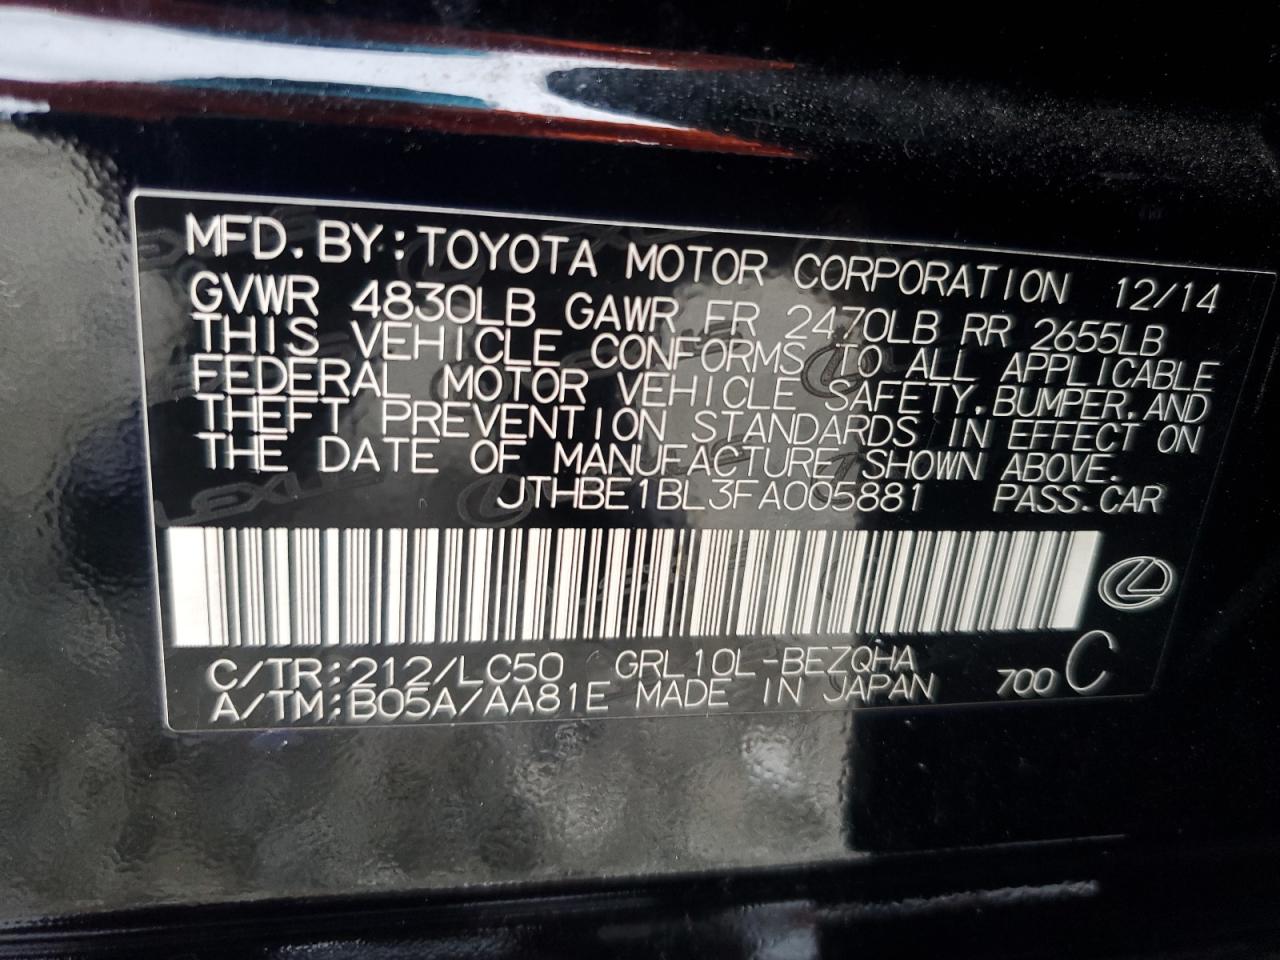 MFD.BY:TOYOTA MOTOR CORPORATION 12/14
GVWR 4830LB GAWR FR 2470LB RR 2655LB
THIS VEHICLE CONFORMS TO ALL APPLICABLE
FEDERAL MOTOR VEHICLE SAFETY,BUMPER,AND
THEFT PREVENTION STANDARDS IN EFFECT ON
THE DATE OF MANUFACTURE SHOWN ABOVE.
JTHBE1BL3FA005881 PASS.CAR
C/TR:212/LC50 GRL10L-BEZQHA
A/TM:B05A/AA81E MADE IN JAPAN 700 C